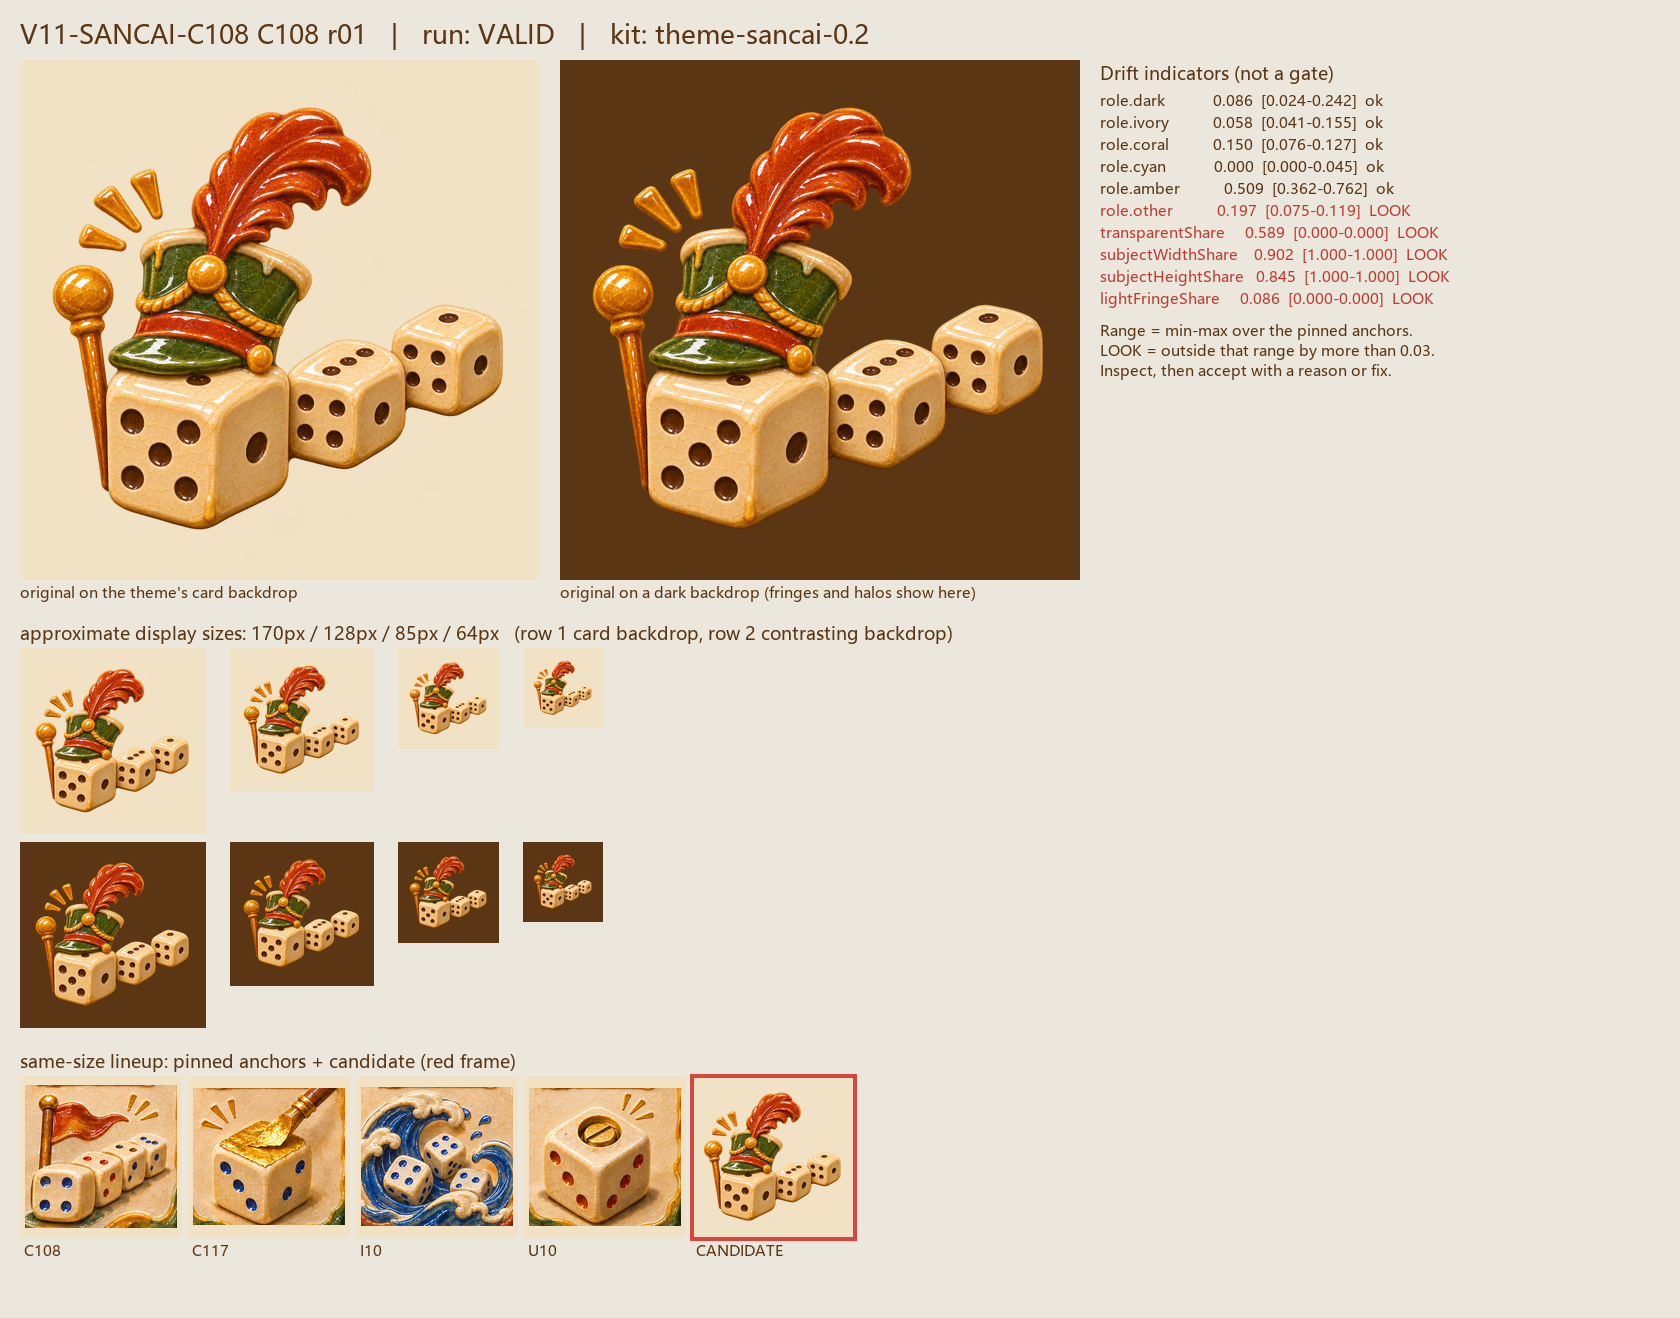 V11-SANCAI-C108 C108 r01 | run: VALID | kit: theme-sancai-0.2
Drift indicators (not a gate)
role.dark 0.086 [0.024-0.242] ok
role.ivory 0.058 [0.041-0.155] ok
role.coral 0.150 [0.076-0.127] ok
role.cyan 0.000 [0.000-0.045] ok
role.amber 0.509 [0.362-0.762] ok
role.other 0.197 [0.075-0.119] LOOK
transparentShare 0.589 [0.000-0.000] LOOK
subjectWidthShare 0.902 [1.000-1.000] LOOK
subjectHeightShare 0.845 [1.000-1.000] LOOK
lightFringeShare 0.086 [0.000-0.000] LOOK
Range = min-max over the pinned anchors.
LOOK = outside that range by more than 0.03.
Inspect, then accept with a reason or fix.
original on the theme's card backdrop
original on a dark backdrop (fringes and halos show here)
approximate display sizes: 170px / 128px / 85px / 64px (row 1 card backdrop, row 2 contrasting backdrop)
same-size lineup: pinned anchors + candidate (red frame)
C108
C117
I10
U10
CANDIDATE